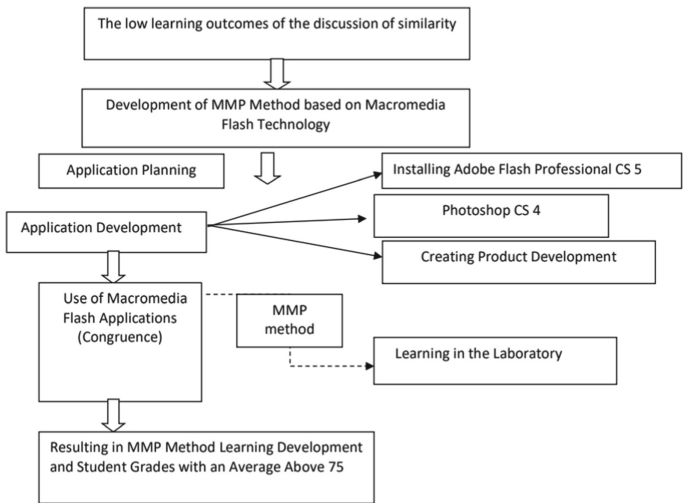 The low learning outcomes of the discussion of similarity
Development of MMP Method based on Macromedia
Flash Technology
Application Planning
Installing Adobe Flash Professional CS 5
Photoshop CS 4
Application Development
Creating Product Development
Use of Macromedia
Flash Applications
(Congruence)
MMP
method
Learning in the Laboratory
Resulting in MMP Method Learning Development
and Student Grades with an Average Above 75